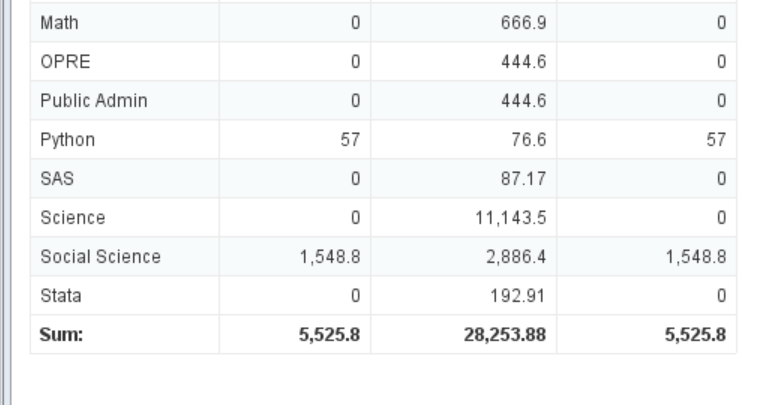 Math 0 666.9 0
OPRE 0 444.6 0
Public Admin 0 444.6 0
Python 57 76.6 57
SAS 0 87.17 0
Science 0 11,143.5 0
Social Science 1,548.8 2,886.4 1,548.8
Stata 0 192.91 0
Sum: 5,525.8 28,253.88 5,525.8